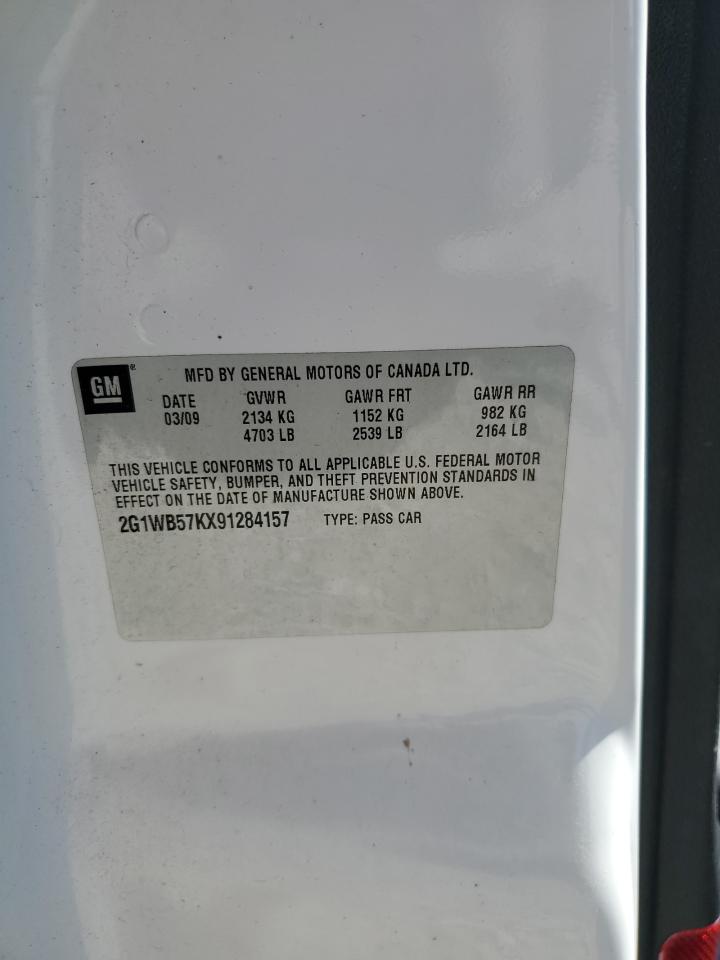 GM® MFD BY GENERAL MOTORS OF CANADA LTD.
DATE GVWR GAWR FRT GAWR RR
03/09 2134 KG 1152 KG 982 KG
4703 LB 2539 LB 2164 LB
THIS VEHICLE CONFORMS TO ALL APPLICABLE U.S. FEDERAL MOTOR
VEHICLE SAFETY, BUMPER, AND THEFT PREVENTION STANDARDS IN
EFFECT ON THE DATE OF MANUFACTURE SHOWN ABOVE.
2G1WB57KX91284157 TYPE: PASS CAR